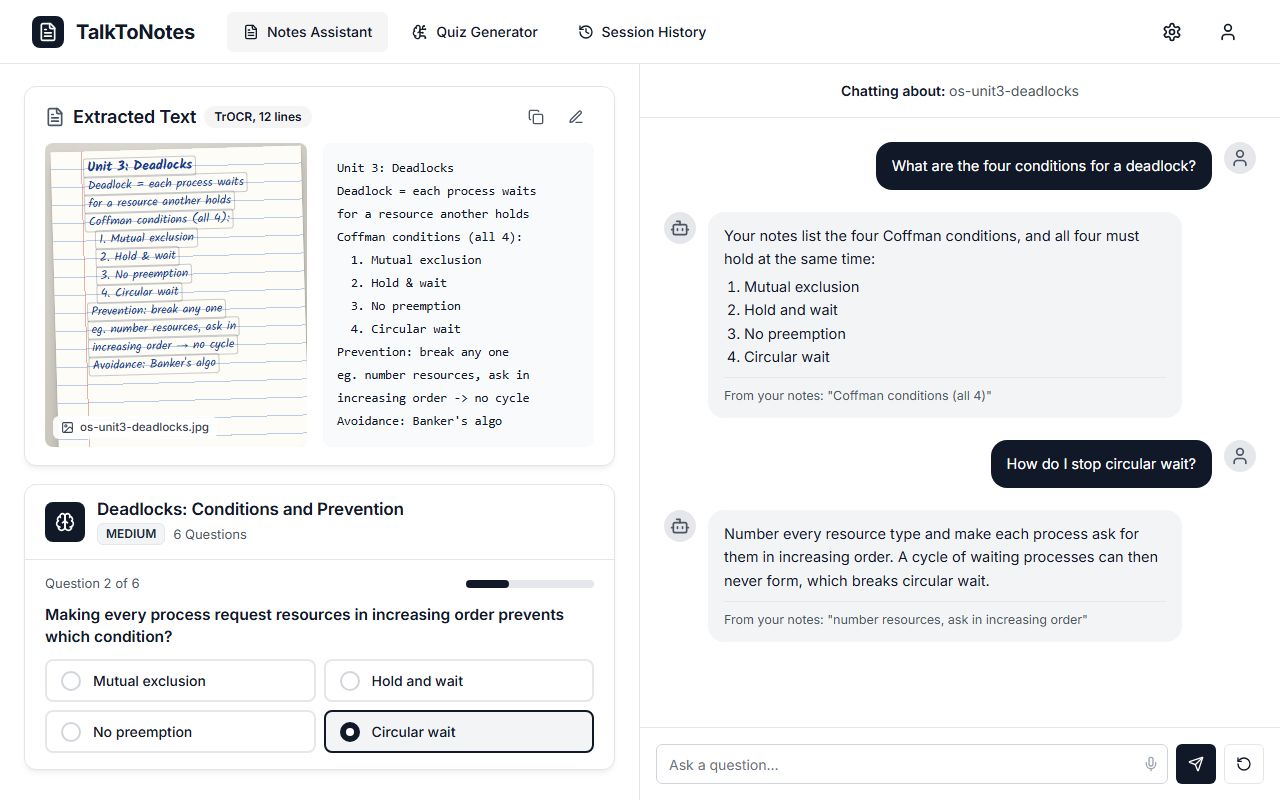 TalkToNotes
Notes Assistant
Quiz Generator
Session History
Extracted Text
TrOCR, 12 lines
Unit 3: Deadlocks
Deadlock = each process waits
for a resource another holds
Coffman conditions (all 4):
1. Mutual exclusion
2. Hold & wait
3. No preemption
4. Circular wait
Prevention: break any one
eg. number resources, ask in
increasing order → no cycle
Avoidance: Banker's algo
os-unit3-deadlocks.jpg
Unit 3: Deadlocks
Deadlock = each process waits
for a resource another holds
Coffman conditions (all 4):
1. Mutual exclusion
2. Hold & wait
3. No preemption
4. Circular wait
Prevention: break any one
eg. number resources, ask in
increasing order -> no cycle
Avoidance: Banker's algo
Deadlocks: Conditions and Prevention
MEDIUM
6 Questions
Question 2 of 6
Making every process request resources in increasing order prevents
which condition?
Mutual exclusion
Hold and wait
No preemption
Circular wait
Chatting about: os-unit3-deadlocks
What are the four conditions for a deadlock?
Your notes list the four Coffman conditions, and all four must
hold at the same time:
1. Mutual exclusion
2. Hold and wait
3. No preemption
4. Circular wait
From your notes: "Coffman conditions (all 4)"
How do I stop circular wait?
Number every resource type and make each process ask for
them in increasing order. A cycle of waiting processes can then
never form, which breaks circular wait.
From your notes: "number resources, ask in increasing order"
Ask a question...